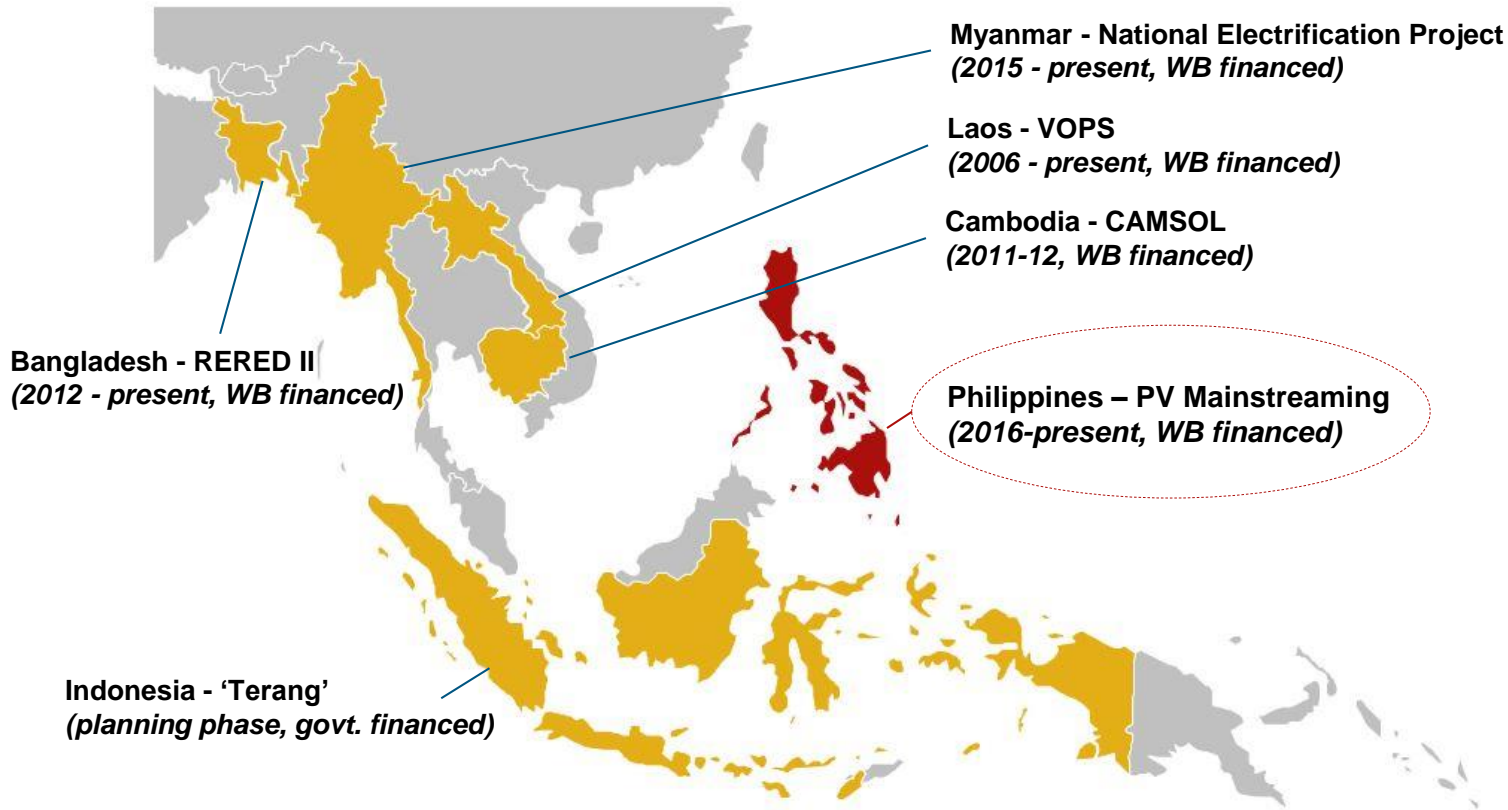 Myanmar - National Electrification Project
(2015 - present, WB financed)
Laos - VOPS
(2006 - present, WB financed)
Cambodia - CAMSOL
(2011-12, WB financed)
Bangladesh - RERED II
(2012 - present, WB financed)
Philippines – PV Mainstreaming
(2016-present, WB financed)
Indonesia - ‘Terang’
(planning phase, govt. financed)